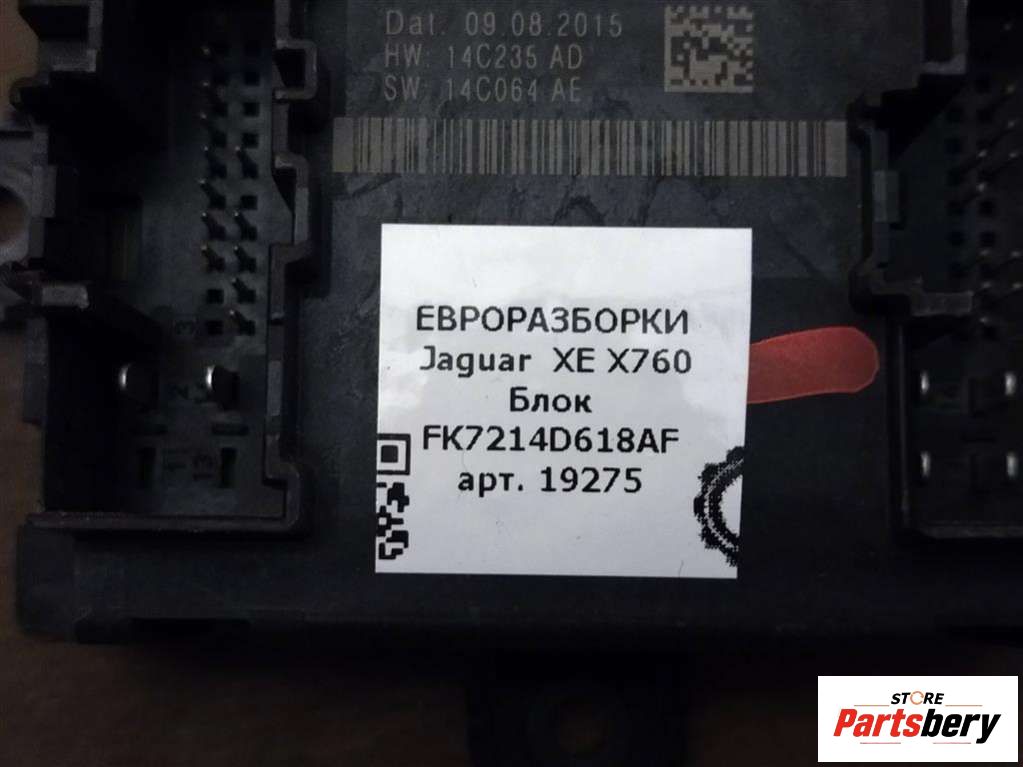 Dat. 09.08.2015
HW: 14C235 AD
SW: 14C064 AE
ЕВРОРАЗБОРКИ
Jaguar XE X760
Блок
FK7214D618AF
арт. 19275
STORE
Partsbery